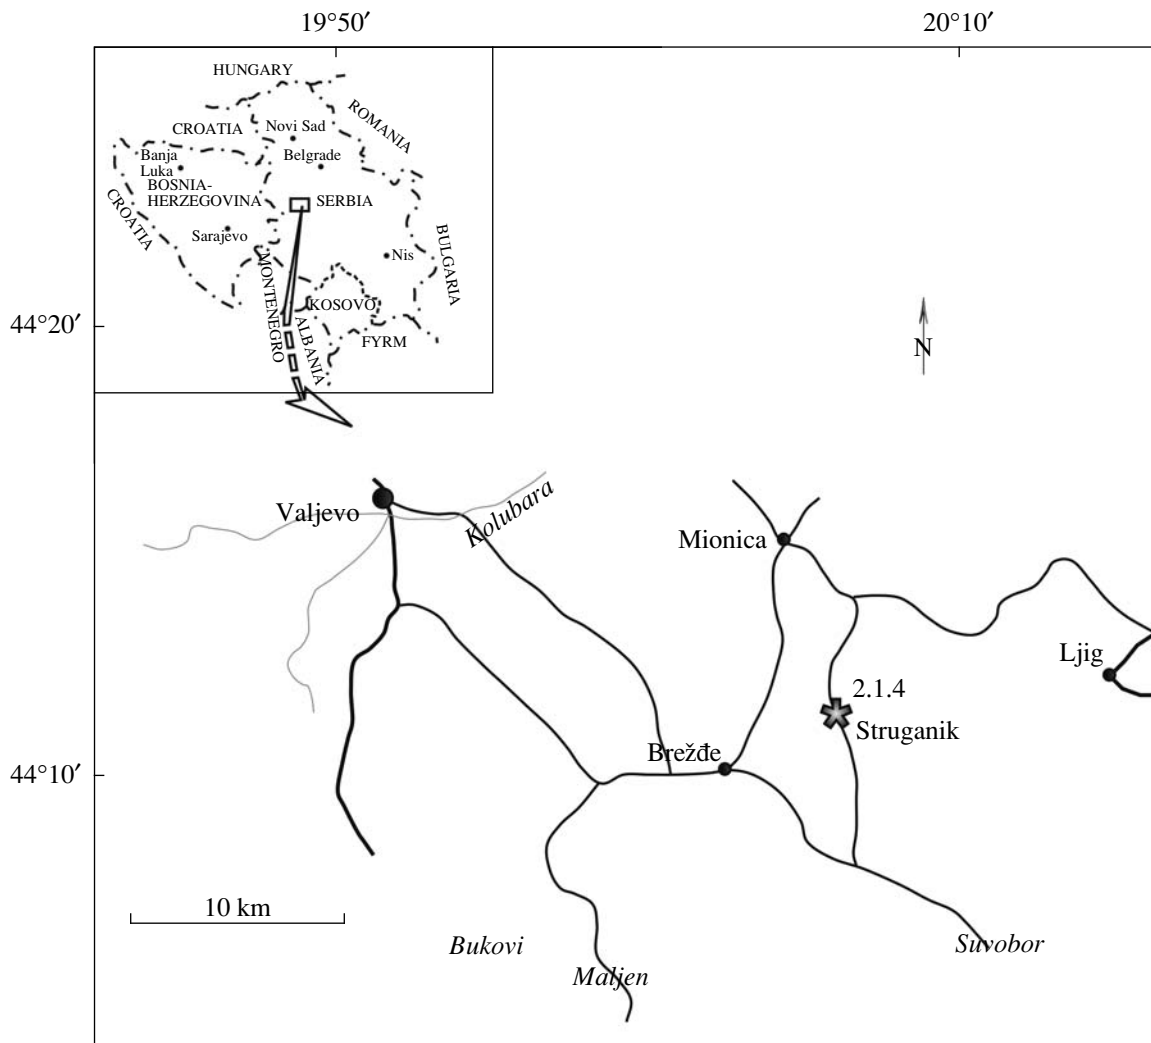 19°50′
20°10′
HUNGARY
ROMANIA
CROATIA
Novi Sad
Banja
Luka
Belgrade
BOSNIA-
HERZEGOVINA
SERBIA
CROATIA
Sarajevo
BULGARIA
Nis
MONTENEGRO
KOSOVO
ALBANIA
FYRM
44°20′
N
Valjevo
Kolubara
Mionica
Ljig
2.1.4
Struganik
Brežđe
44°10′
10 km
Bukovi
Maljen
Suvobor